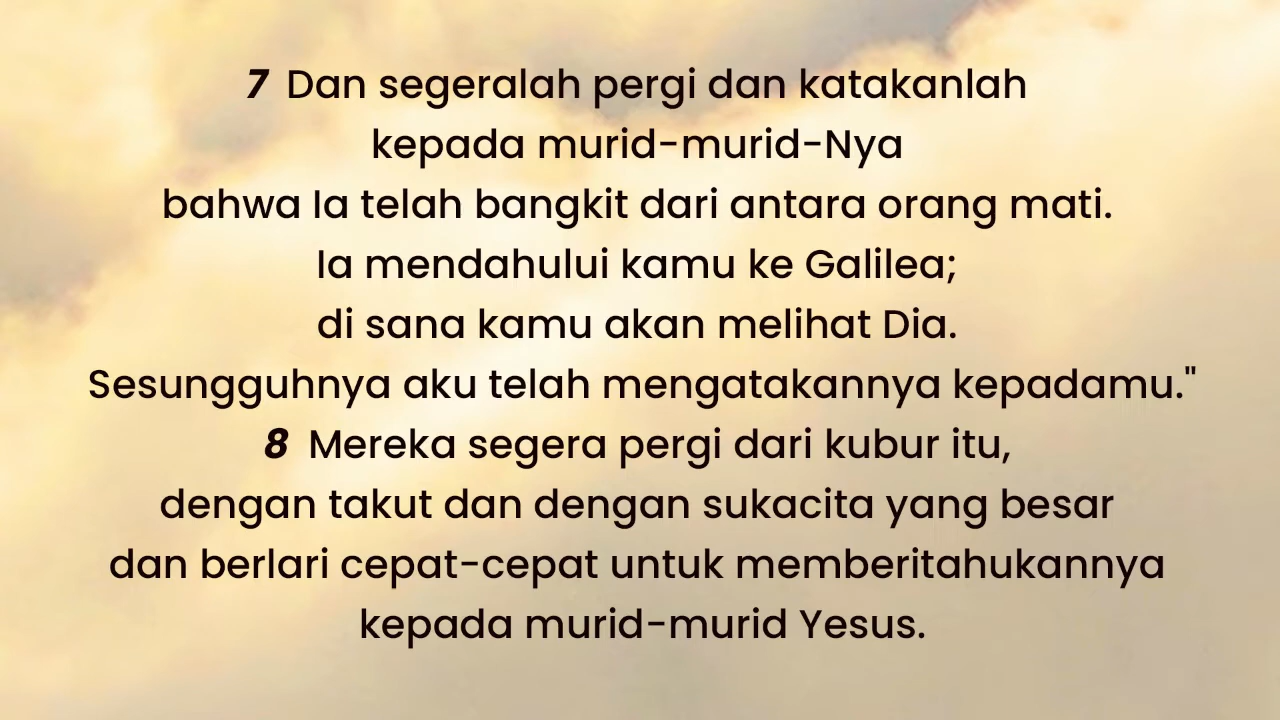 7 Dan segeralah pergi dan katakanlah
kepada murid-murid-Nya
bahwa Ia telah bangkit dari antara orang mati.
Ia mendahului kamu ke Galilea;
di sana kamu akan melihat Dia.
Sesungguhnya aku telah mengatakannya kepadamu."
8 Mereka segera pergi dari kubur itu,
dengan takut dan dengan sukacita yang besar
dan berlari cepat-cepat untuk memberitahukannya
kepada murid-murid Yesus.